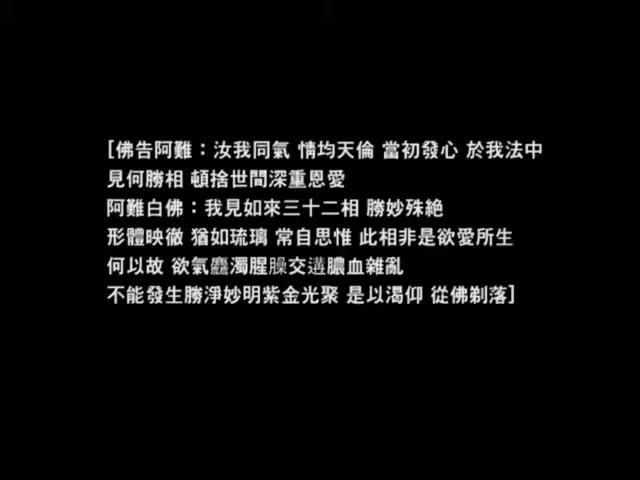 [佛告阿難：汝我同氣 情均天倫 當初發心 於我法中
見何勝相 頓捨世間深重恩愛
阿難白佛：我見如來三十二相 勝妙殊絶
形體映徹 猶如琉璃 常自思惟 此相非是欲愛所生
何以故 欲氣麤濁腥臊交遘膿血雜亂
不能發生勝淨妙明紫金光聚 是以渴仰 從佛剃落]